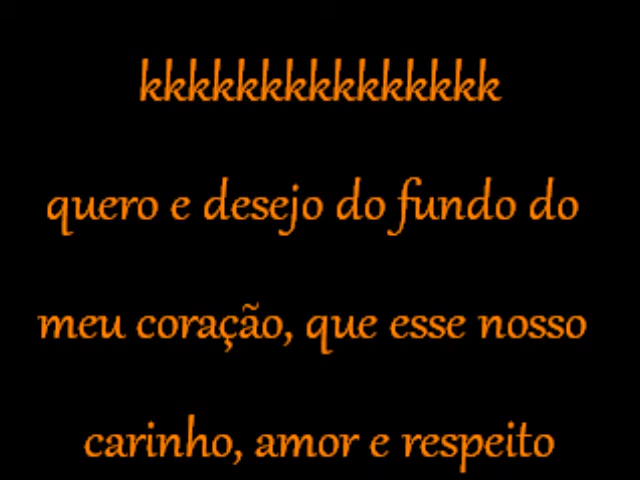 kkkkkkkkkkkkkkk
quero e desejo do fundo do
meu coração, que esse nosso
carinho, amor e respeito